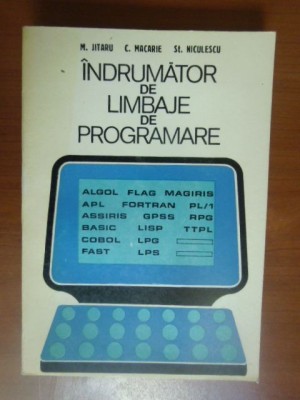 M. JITARU C. MACARIE St. NICULESCU
ÎNDRUMĂTOR
DE
LIMBAJE
DE
PROGRAMARE
ALGOL FLAG MAGIRIS
APL FORTRAN PL/1
ASSIRIS GPSS RPG
BASIC LISP TTPL
COBOL LPG
FAST LPS